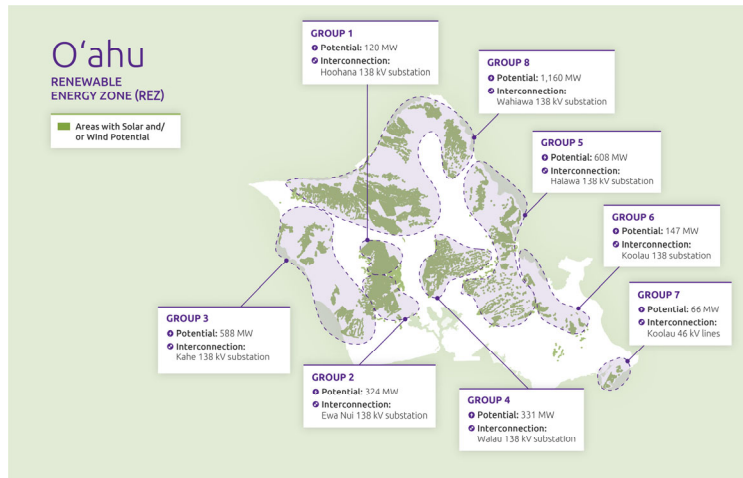 Oʻahu
RENEWABLE
ENERGY ZONE (REZ)
Areas with Solar and/
or Wind Potential
GROUP 1
Potential: 120 MW
Interconnection:
Hoohana 138 kV substation
GROUP 8
Potential: 1,160 MW
Interconnection:
Wahiawa 138 kV substation
GROUP 5
Potential: 608 MW
Interconnection:
Halawa 138 kV substation
GROUP 6
Potential: 147 MW
Interconnection:
Koolau 138 substation
GROUP 7
Potential: 66 MW
Interconnection:
Koolau 46 kV lines
GROUP 3
Potential: 588 MW
Interconnection:
Kahe 138 kV substation
GROUP 2
Potential: 324 MW
Interconnection:
Ewa Nui 138 kV substation
GROUP 4
Potential: 331 MW
Interconnection:
Walau 138 kV substation